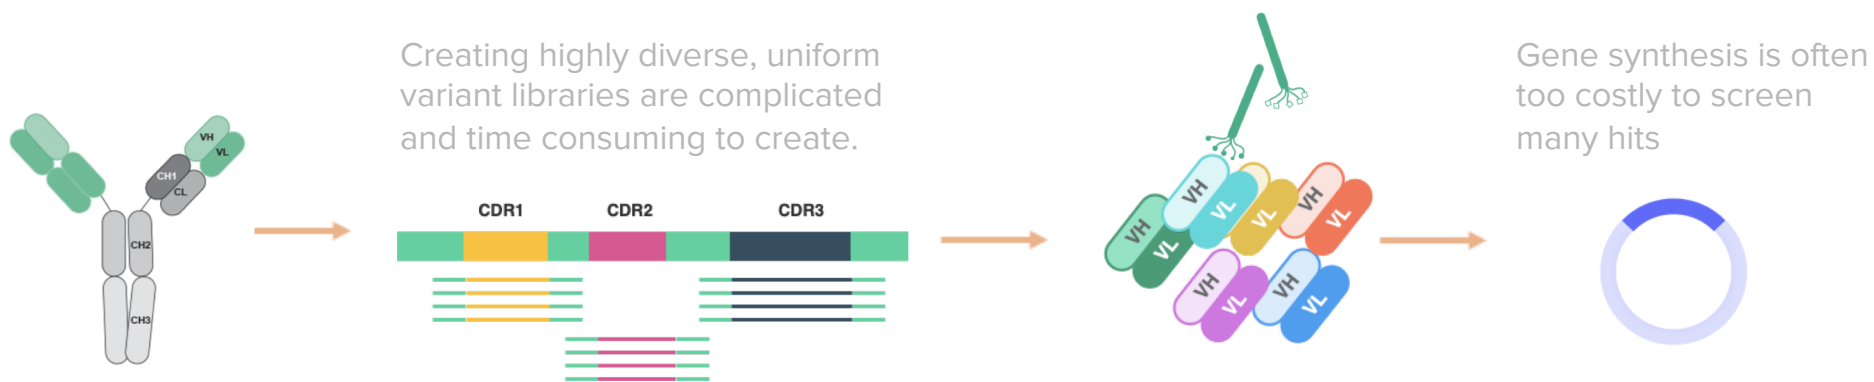 Creating highly diverse, uniform
variant libraries are complicated
and time consuming to create.
Gene synthesis is often
too costly to screen
many hits
VH
VL
CH1
CL
CH2
CH3
CDR1 CDR2 CDR3
VH
VL
VH
VL
VL
VH
VL
VH
VL
VH
VL